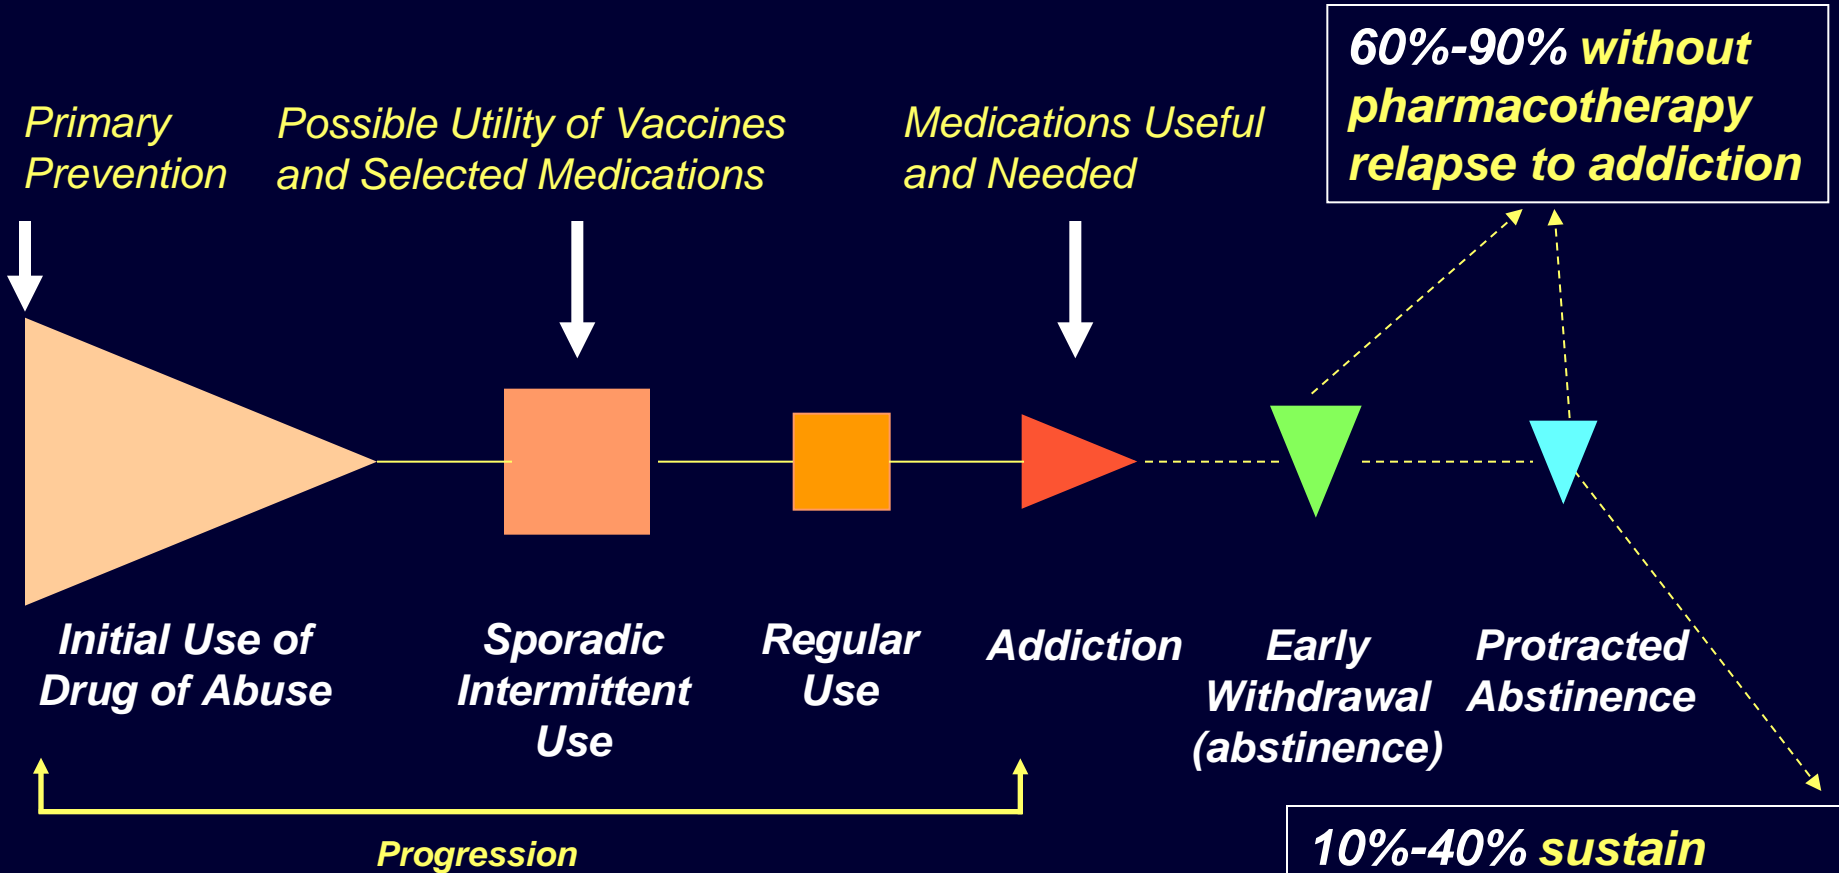 Primary
Prevention
Possible Utility of Vaccines
and Selected Medications
Medications Useful
and Needed
60%-90% without
pharmacotherapy
relapse to addiction
Initial Use of
Drug of Abuse
Sporadic
Intermittent
Use
Regular
Use
Addiction
Early
Withdrawal
(abstinence)
Protracted
Abstinence
Progression
10%-40% sustain